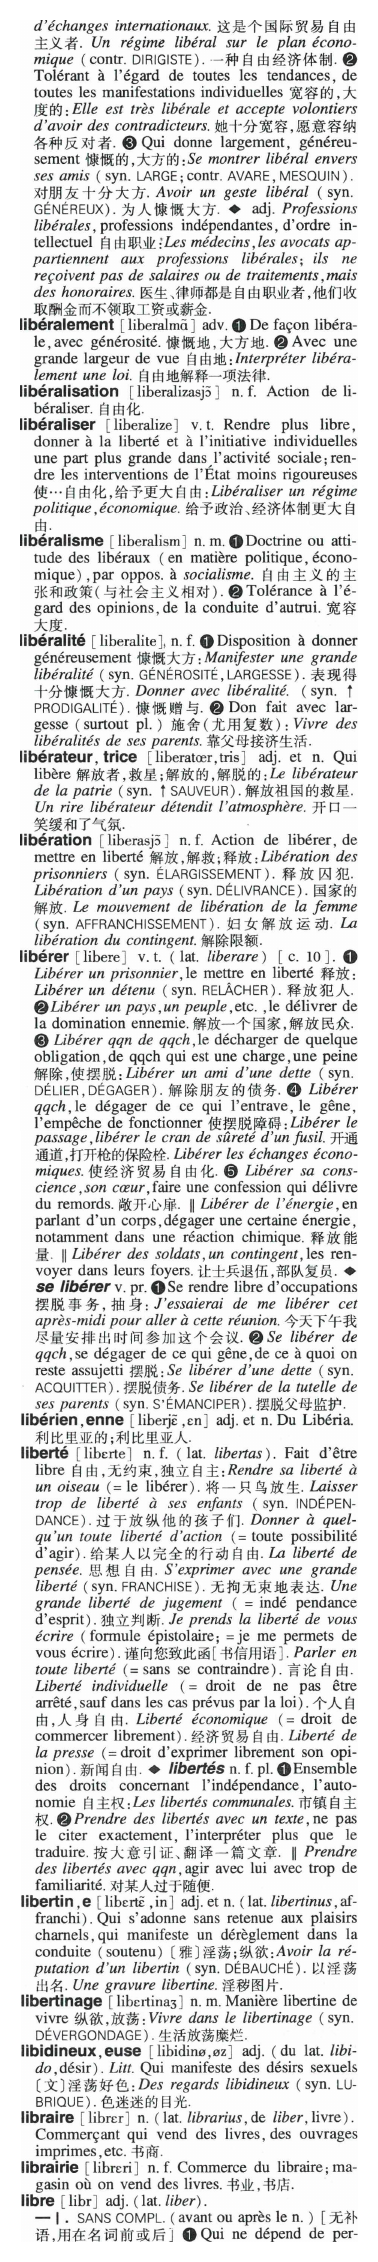 d'échanges internationaux. 这是个国际贸易自由
主义者. Un régime libéral sur le plan écono-
mique (contr. DIRIGISTE). 一种自由经济体制. ❷
Tolérant à l'égard de toutes les tendances, de
toutes les manifestations individuelles 宽容的,大
度的:Elle est très libérale et accepte volontiers
d'avoir des contradicteurs. 她十分宽容,愿意容纳
各种反对者. ❸ Qui donne largement, généreu-
sement 慷慨的,大方的:Se montrer libéral envers
ses amis (syn. LARGE; contr. AVARE, MESQUIN).
对朋友十分大方. Avoir un geste libéral (syn.
GÉNÉREUX). 为人慷慨大方. ◆ adj. Professions
libérales, professions indépendantes, d'ordre in-
tellectuel 自由职业:Les médecins,les avocats ap-
partiennent aux professions libérales; ils ne
reçoivent pas de salaires ou de traitements,mais
des honoraires. 医生、律师都是自由职业者,他们收
取酬金而不领取工资或薪金.
libéralement [liberalmɑ̃] adv. ❶ De façon libéra-
le, avec générosité. 慷慨地,大方地. ❷ Avec une
grande largeur de vue 自由地:Interpréter libéra-
lement une loi. 自由地解释一项法律.
libéralisation [liberalizasjɔ̃] n. f. Action de li-
béraliser. 自由化.
libéraliser [liberalize] v. t. Rendre plus libre,
donner à la liberté et à l'initiative individuelles
une part plus grande dans l'activité sociale; ren-
dre les interventions de l'État moins rigoureuses
使…自由化,给予更大自由:Libéraliser un régime
politique,économique. 给予政治、经济体制更大自
由.
libéralisme [liberalism] n. m. ❶ Doctrine ou atti-
tude des libéraux (en matière politique, écono-
mique), par oppos. à socialisme. 自由主义的主
张和政策(与社会主义相对). ❷ Tolérance à l'é-
gard des opinions, de la conduite d'autrui. 宽容
大度.
libéralité [liberalite], n. f. ❶ Disposition à donner
généreusement 慷慨大方:Manifester une grande
libéralité (syn. GÉNÉROSITÉ, LARGESSE). 表现得
十分慷慨大方. Donner avec libéralité. (syn. ↑
PRODIGALITÉ). 慷慨赠与. ❷ Don fait avec lar-
gesse (surtout pl.) 施舍(尤用复数): Vivre des
libéralités de ses parents. 靠父母接济生活.
libérateur, trice [liberatœr,tris] adj. et n. Qui
libère 解放者,救星;解放的,解脱的:Le libérateur
de la patrie (syn. ↑ SAUVEUR). 解放祖国的救星.
Un rire libérateur détendit l'atmosphère. 开口一
笑缓和了气氛.
libération [liberasjɔ̃] n. f. Action de libérer, de
mettre en liberté 解放,解救;释放:Libération des
prisonniers (syn. ÉLARGISSEMENT). 释放囚犯.
Libération d'un pays (syn. DÉLIVRANCE). 国家的
解放. Le mouvement de libération de la femme
(syn. AFFRANCHISSEMENT). 妇女解放运动. La
libération du contingent. 解除限额.
libérer [libere] v. t. (lat. liberare) [c. 10]. ❶
Libérer un prisonnier,le mettre en liberté 释放:
Libérer un détenu (syn. RELÂCHER). 释放犯人.
❷Libérer un pays,un peuple,etc. ,le délivrer de
la domination ennemie. 解放一个国家,解放民众.
❸ Libérer qqn de qqch,le décharger de quelque
obligation,de qqch qui est une charge,une peine
解除,使摆脱:Libérer un ami d'une dette (syn.
DÉLIER, DÉGAGER). 解除朋友的债务. ❹ Libérer
qqch, le dégager de ce qui l'entrave, le gêne,
l'empêche de fonctionner 使摆脱障碍:Libérer le
passage,libérer le cran de sûreté d'un fusil. 开通
通道,打开枪的保险栓. Libérer les échanges écono-
miques. 使经济贸易自由化. ❺ Libérer sa cons-
cience,son cœur,faire une confession qui délivre
du remords. 敞开心扉. ‖ Libérer de l'énergie,en
parlant d'un corps,dégager une certaine énergie,
notamment dans une réaction chimique. 释放能
量. ‖ Libérer des soldats,un contingent,les ren-
voyer dans leurs foyers. 让士兵退伍,部队复员. ◆
se libérer v. pr. ❶Se rendre libre d'occupations
摆脱事务,抽身:J'essaierai de me libérer cet
après-midi pour aller à cette réunion. 今天下午我
尽量安排出时间参加这个会议. ❷ Se libérer de
qqch,se dégager de ce qui gêne,de ce à quoi on
reste assujetti 摆脱:Se libérer d'une dette (syn.
ACQUITTER). 摆脱债务. Se libérer de la tutelle de
ses parents (syn. S'ÉMANCIPER). 摆脱父母监护.
libérien, enne [liberjɛ̃,ɛn] adj. et n. Du Libéria.
利比里亚的;利比里亚人.
liberté [libɛrte] n. f. (lat. libertas). Fait d'être
libre 自由,无约束,独立自主:Rendre sa liberté à
un oiseau (= le libérer). 将一只鸟放生. Laisser
trop de liberté à ses enfants (syn. INDÉPEN-
DANCE). 过于放纵他的孩子们. Donner à quel-
qu'un toute liberté d'action (= toute possibilité
d'agir). 给某人以完全的行动自由. La liberté de
pensée. 思想自由. S'exprimer avec une grande
liberté (syn. FRANCHISE). 无拘无束地表达. Une
grande liberté de jugement ( = indé pendance
d'esprit). 独立判断. Je prends la liberté de vous
écrire (formule épistolaire; = je me permets de
vous écrire). 谨向您致此函[书信用语]. Parler en
toute liberté (= sans se contraindre). 言论自由.
Liberté individuelle (= droit de ne pas être
arrêté, sauf dans les cas prévus par la loi). 个人自
由,人身自由. Liberté économique (= droit de
commercer librement). 经济贸易自由. Liberté de
la presse (= droit d'exprimer librement son opi-
nion). 新闻自由. ◆ libertés n. f. pl. ❶Ensemble
des droits concernant l'indépendance, l'auto-
nomie 自主权:Les libertés communales. 市镇自主
权. ❷Prendre des libertés avec un texte,ne pas
le citer exactement, l'interpréter plus que le
traduire. 按大意引证、翻译一篇文章. ‖ Prendre
des libertés avec qqn,agir avec lui avec trop de
familiarité. 对某人过于随便.
libertin, e [libertɛ̃,in] adj. et n. (lat. libertinus,af-
franchi). Qui s'adonne sans retenue aux plaisirs
charnels,qui manifeste un dérèglement dans la
conduite (soutenu) [雅]淫荡;纵欲:Avoir la ré-
putation d'un libertin (syn. DÉBAUCHÉ). 以淫荡
出名. Une gravure libertine. 淫秽图片.
libertinage [libɛrtinaʒ] n. m. Manière libertine de
vivre 纵欲,放荡:Vivre dans le libertinage (syn.
DÉVERGONDAGE). 生活放荡糜烂.
libidineux, euse [libidinø,øz] adj. (du lat. libi-
do,désir). Litt. Qui manifeste des désirs sexuels
〔文〕淫荡好色:Des regards libidineux (syn. LU-
BRIQUE). 色迷迷的目光.
libraire [librɛr] n. (lat. librarius, de liber, livre).
Commerçant qui vend des livres, des ouvrages
imprimes,etc. 书商.
librairie [librɛri] n. f. Commerce du libraire; ma-
gasin où on vend des livres. 书业,书店.
libre [libr] adj. (lat. liber).
— I. SANS COMPL. (avant ou après le n. ) [无补
语,用在名词前或后] ❶ Qui ne dépend de per-